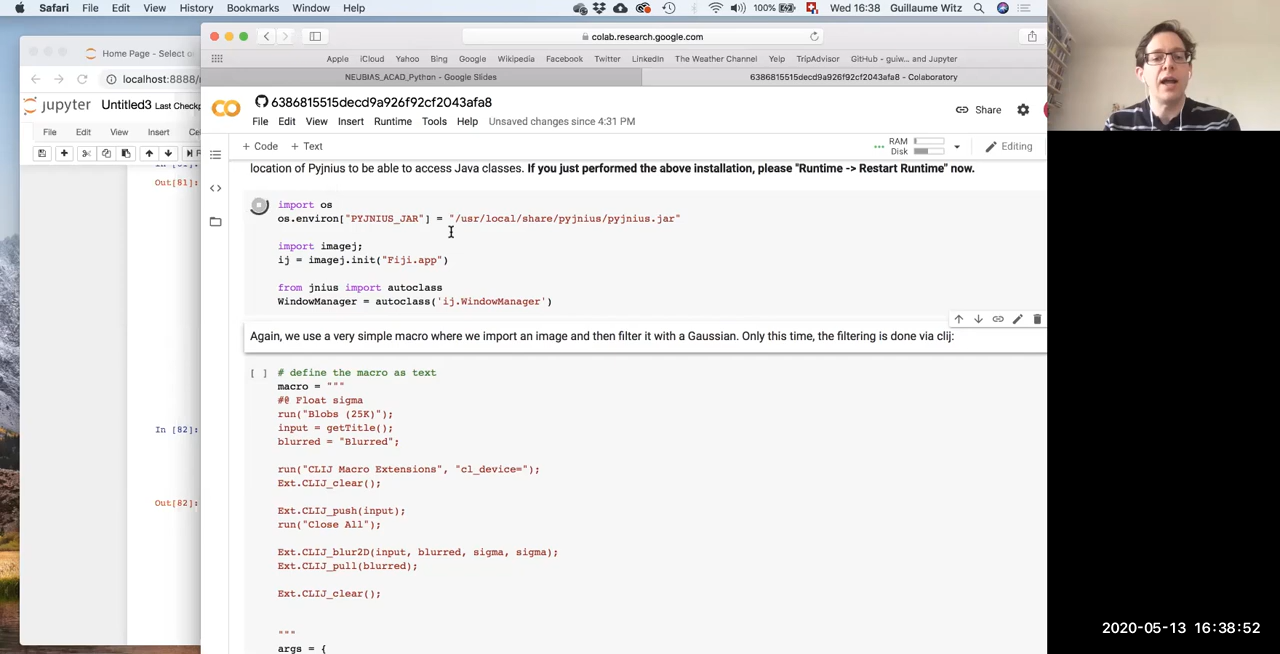 Safari File Edit View History Bookmarks Window Help
100% Wed 16:38 Guillaume Witz
Home Page - Select o
colab.research.google.com
Apple iCloud Yahoo Bing Google Wikipedia Facebook Twitter LinkedIn The Weather Channel Yelp TripAdvisor GitHub - guiw... and Jupyter
localhost:8888/
NEUBIAS_ACAD_Python - Google Slides
6386815515decd9a926f92cf2043afa8 - Colaboratory
jupyter Untitled3 Last Checkp
6386815515decd9a926f92cf2043afa8
Share
File Edit View Insert Runtime Tools Help Unsaved changes since 4:31 PM
File Edit View Insert
+ Code + Text
RAM
Disk
Editing
location of Pyjnius to be able to access Java classes. If you just performed the above installation, please "Runtime -> Restart Runtime" now.
Out[81]:
import os
os.environ["PYJNIUS_JAR"] = "/usr/local/share/pyjnius/pyjnius.jar"
import imagej;
ij = imagej.init("Fiji.app")
from jnius import autoclass
WindowManager = autoclass('ij.WindowManager')
Again, we use a very simple macro where we import an image and then filter it with a Gaussian. Only this time, the filtering is done via clij:
[ ] # define the macro as text
macro = """
#@ Float sigma
run("Blobs (25K)");
input = getTitle();
blurred = "Blurred";
In [82]:
run("CLIJ Macro Extensions", "cl_device=");
Ext.CLIJ_clear();
Out[82]:
Ext.CLIJ_push(input);
run("Close All");
Ext.CLIJ_blur2D(input, blurred, sigma, sigma);
Ext.CLIJ_pull(blurred);
Ext.CLIJ_clear();
"""
args = {
2020-05-13 16:38:52